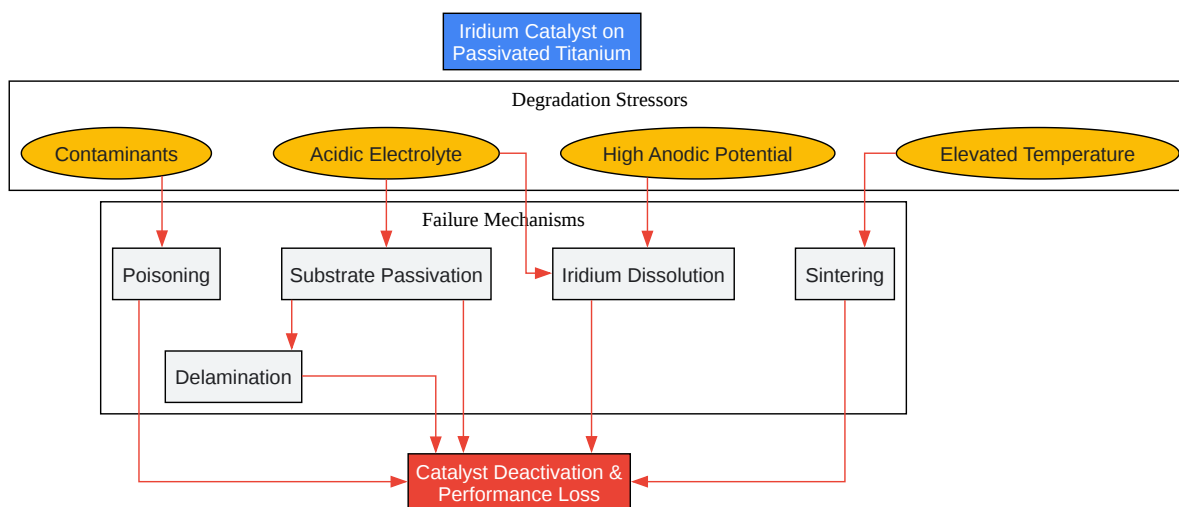 Iridium Catalyst on
Passivated Titanium
Degradation Stressors
Contaminants
Acidic Electrolyte
High Anodic Potential
Elevated Temperature
Failure Mechanisms
Poisoning
Substrate Passivation
Iridium Dissolution
Sintering
Delamination
Catalyst Deactivation &
Performance Loss